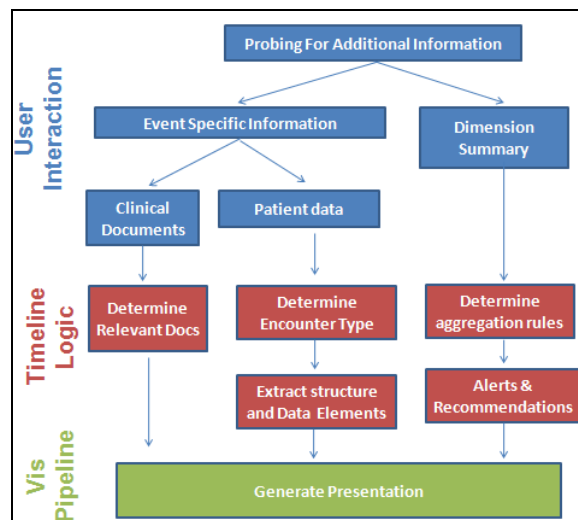 Probing For Additional Information
User
Interaction
Event Specific Information
Dimension
Summary
Clinical
Documents
Patient data
Timeline
Logic
Determine
Relevant Docs
Determine
Encounter Type
Determine
aggregation rules
Extract structure
and Data Elements
Alerts &
Recommendations
Vis
Pipeline
Generate Presentation